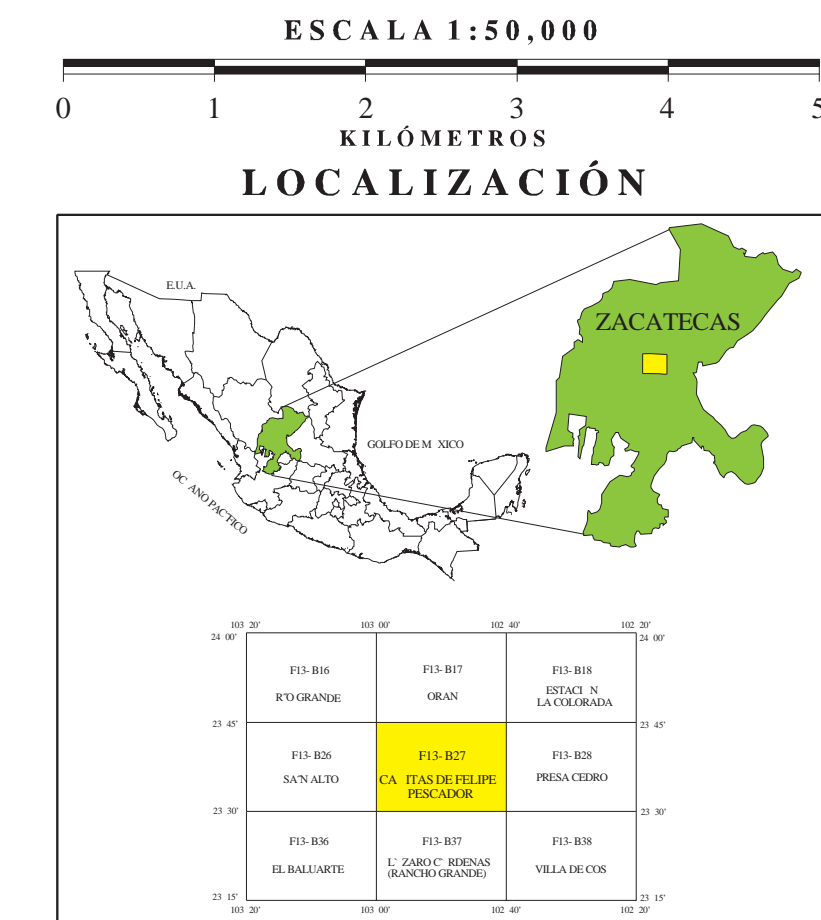 ESCALA 1:50,000
0 1 2 3 4 5
KILÓMETROS
LOCALIZACIÓN
E.U.A.
ZACATECAS
GOLFO DE M XICO
OC ANO PAC˝FICO
103 20' 103 00' 102 40' 102 20'
24 00' 24 00'
F13- B16 F13- B17 F13- B18
R˝O GRANDE ORAN ESTACI N
LA COLORADA
23 45' 23 45'
F13- B26 F13- B27 F13- B28
SA˝N ALTO CA ITAS DE FELIPE PRESA CEDRO
PESCADOR
23 30' 23 30'
F13- B36 F13- B37 F13- B38
EL BALUARTE L` ZARO C` RDENAS VILLA DE COS
(RANCHO GRANDE)
23 15' 23 15'
103 20' 103 00' 102 40' 102 20'